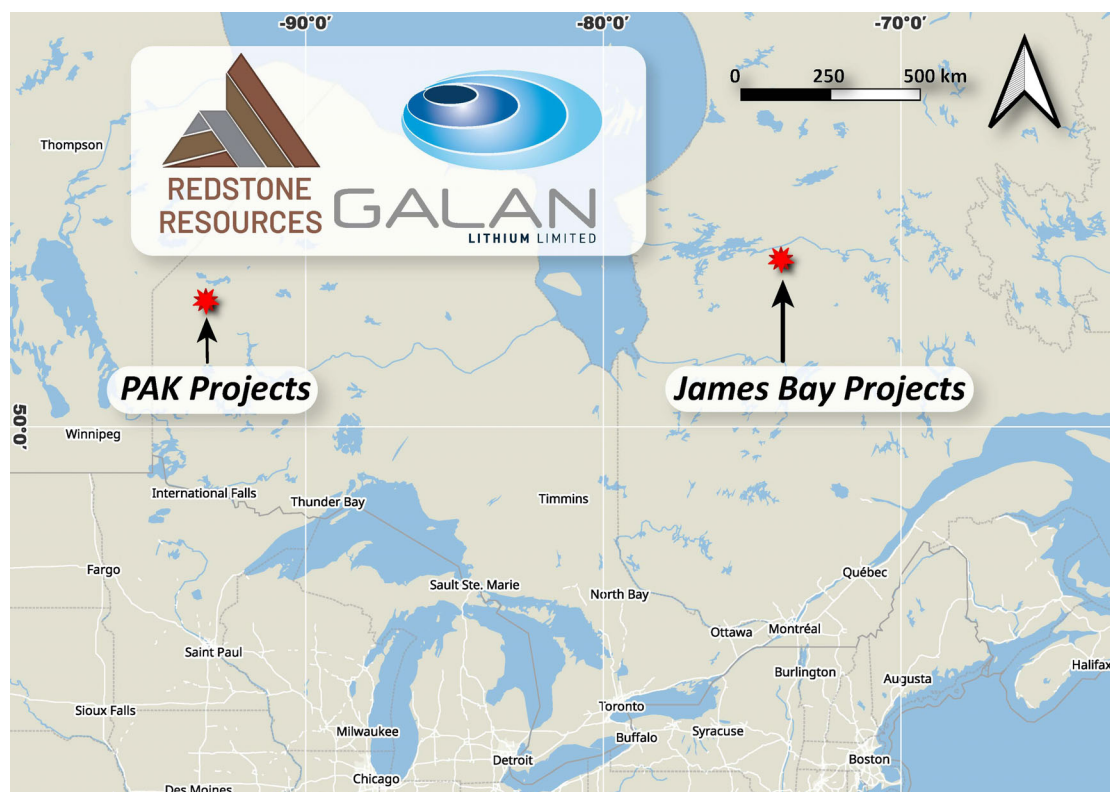 -90°0'
-80°0'
-70°0'
0 250 500 km
Thompson
REDSTONE
RESOURCES
GALAN
LITHIUM LIMITED
PAK Projects
James Bay Projects
50°0'
Winnipeg
International Falls
Thunder Bay
Timmins
Fargo
Sault Ste. Marie
North Bay
Québec
Ottawa
Montréal
Saint Paul
Burlington
Augusta
Halifax
Sioux Falls
Toronto
Milwaukee
Buffalo
Syracuse
Detroit
Boston
Chicago
Des Moines